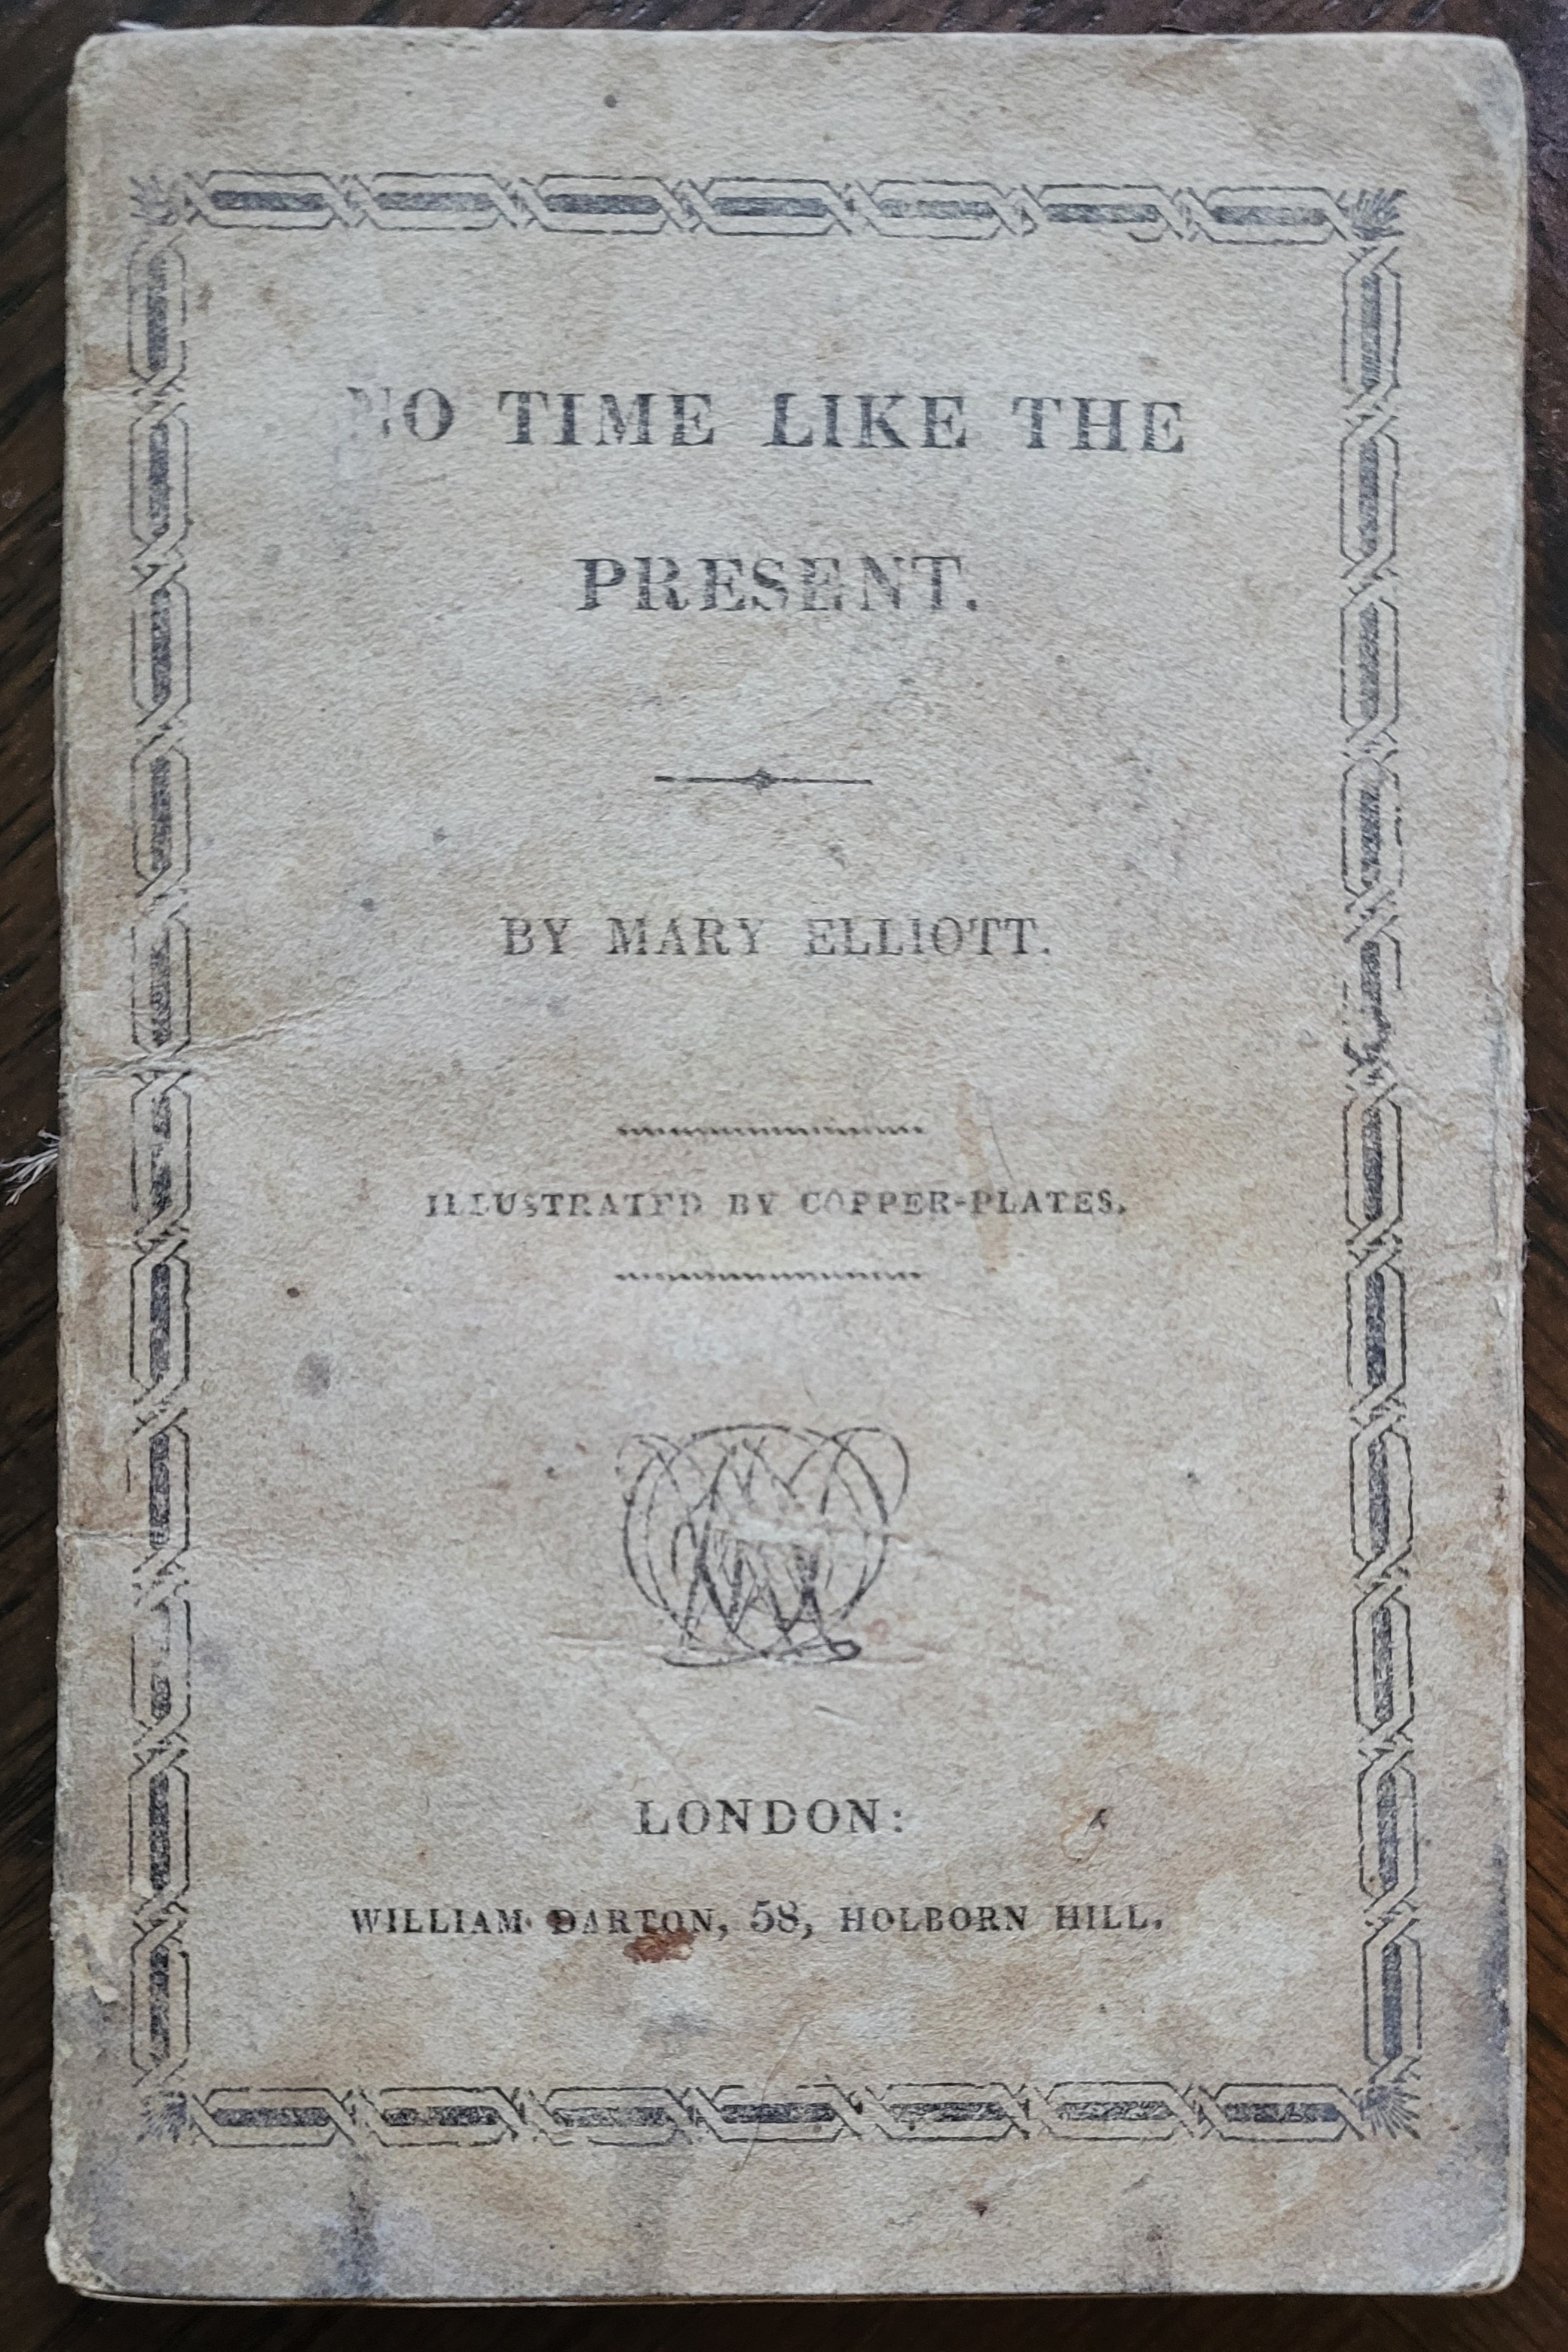 NO TIME LIKE THE
PRESENT.
BY MARY ELLIOTT.
ILLUSTRATED BY COPPER-PLATES.
LONDON:
WILLIAM DARTON, 58, HOLBORN HILL.